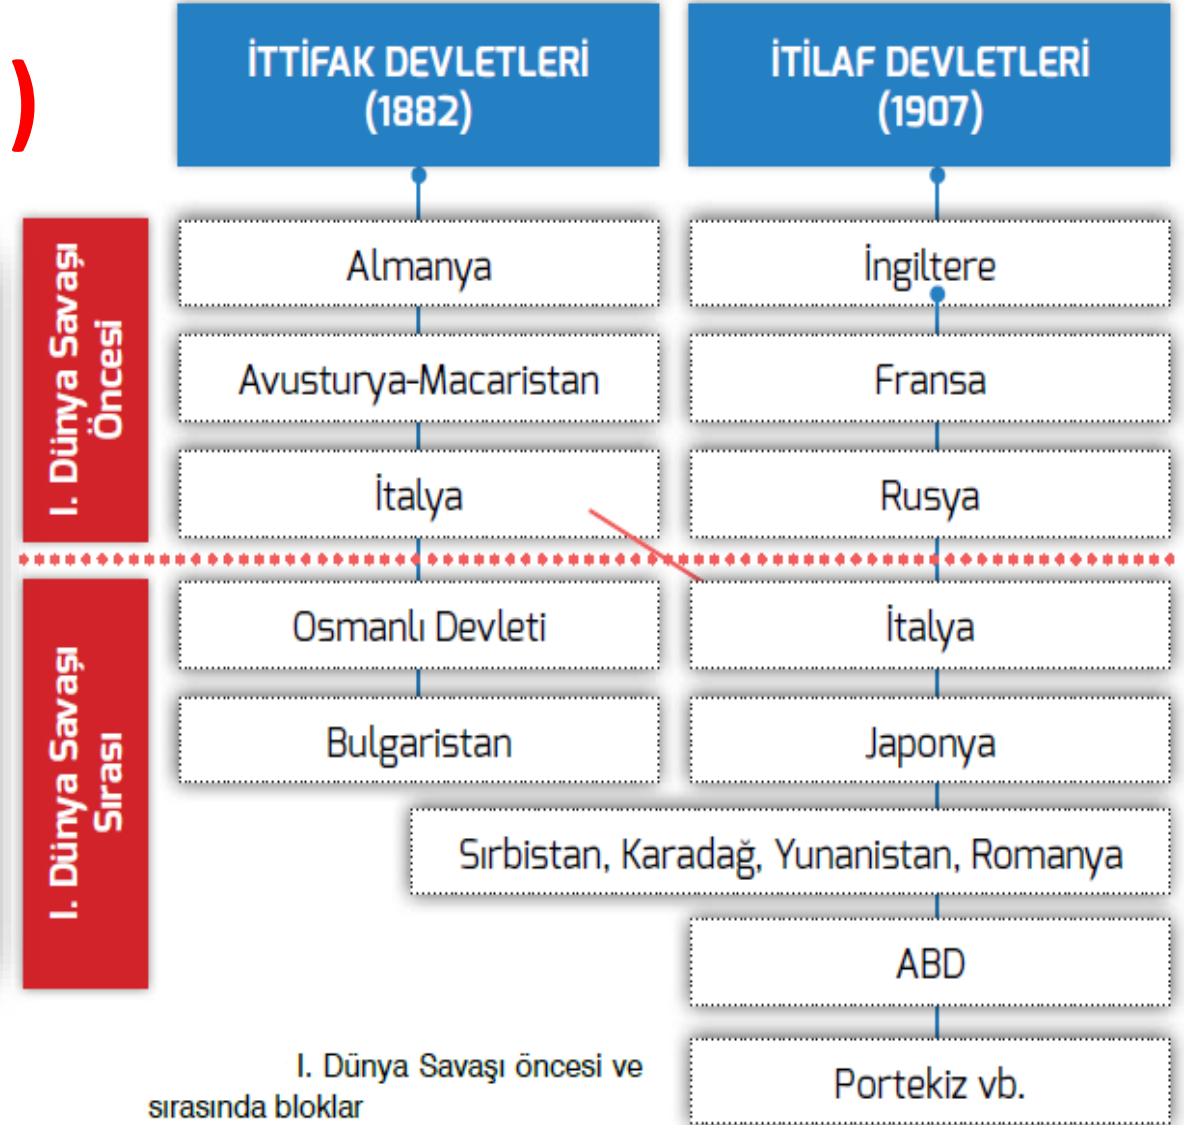 )
İTTİFAK DEVLETLERİ
(1882)
İTİLAF DEVLETLERİ
(1907)
I. Dünya Savaşı
Öncesi
Almanya
İngiltere
Avusturya-Macaristan
Fransa
İtalya
Rusya
I. Dünya Savaşı
Sırası
Osmanlı Devleti
İtalya
Bulgaristan
Japonya
Sırbistan, Karadağ, Yunanistan, Romanya
ABD
Portekiz vb.
I. Dünya Savaşı öncesi ve
sırasında bloklar